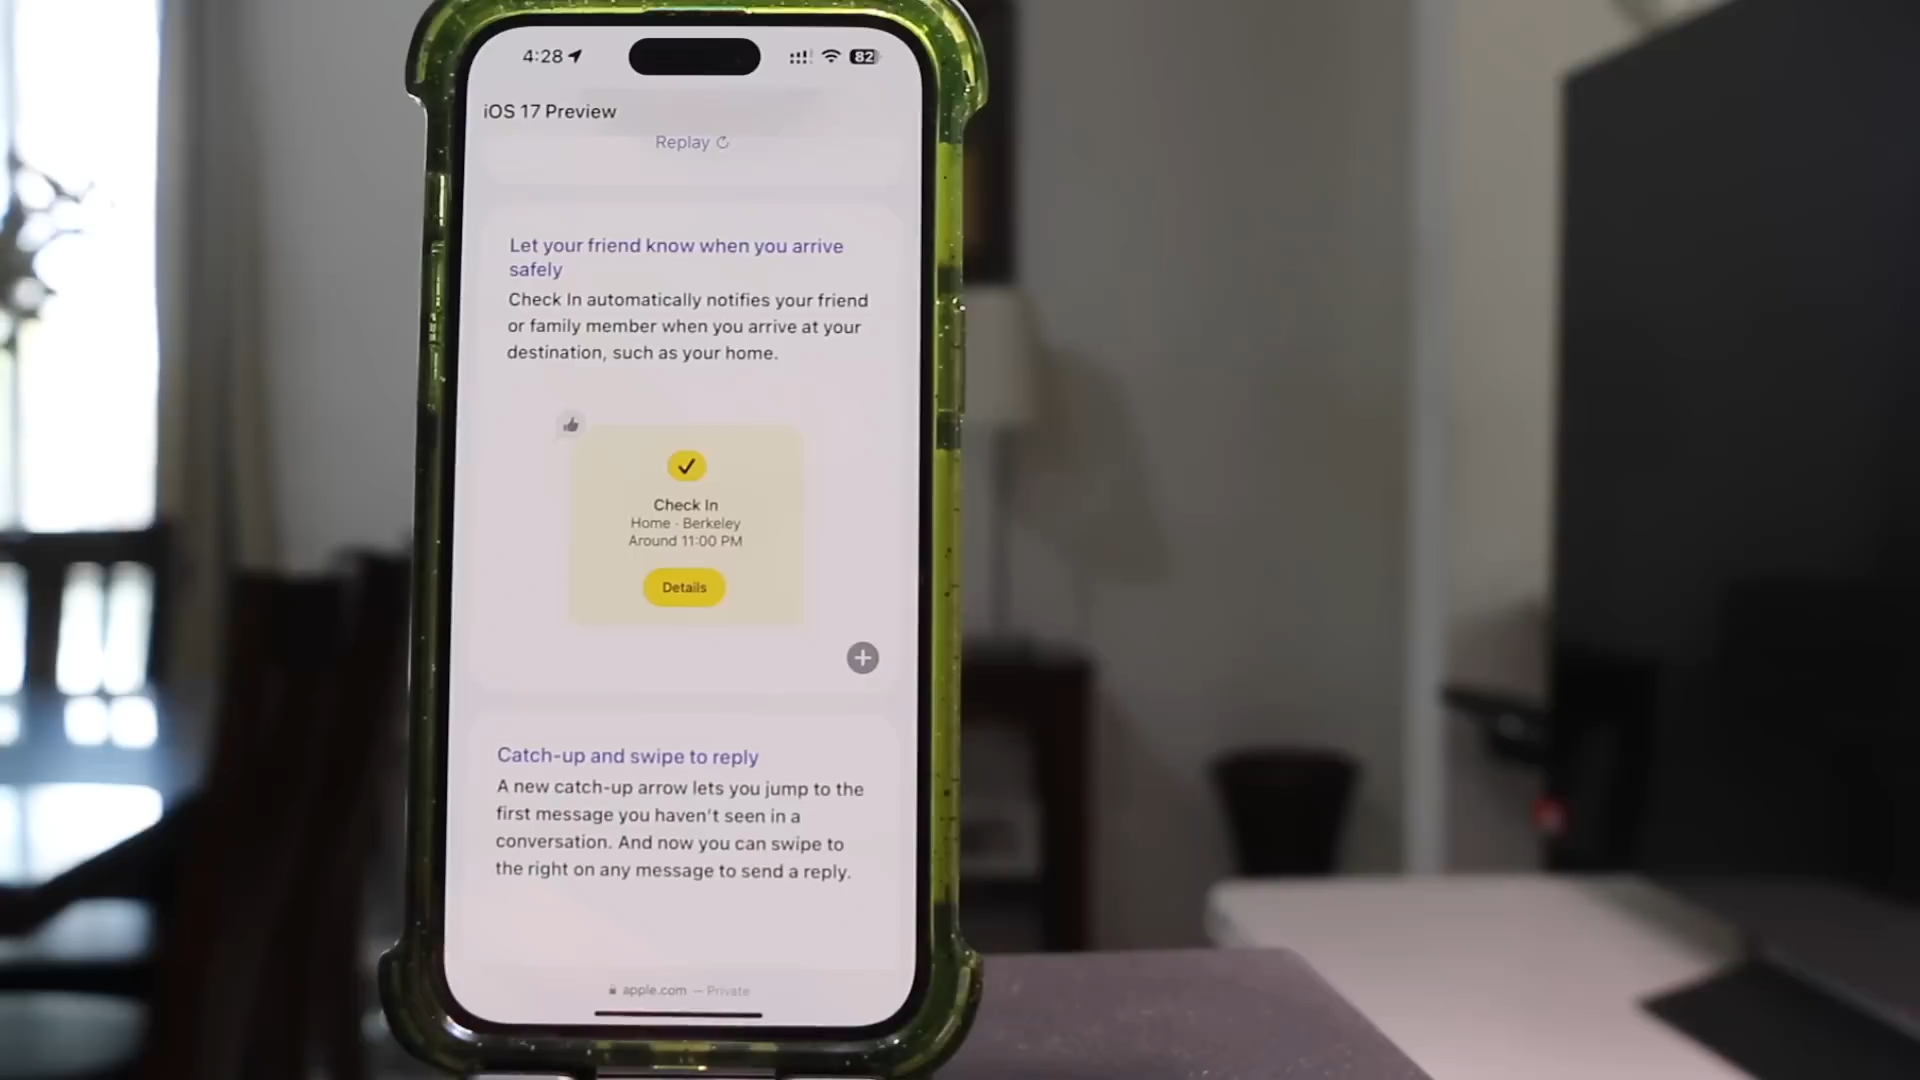 4:28
82
iOS 17 Preview
Replay
Let your friend know when you arrive
safely
Check In automatically notifies your friend
or family member when you arrive at your
destination, such as your home.
Check In
Home - Berkeley
Around 11:00 PM
Details
Catch-up and swipe to reply
A new catch-up arrow lets you jump to the
first message you haven't seen in a
conversation. And now you can swipe to
the right on any message to send a reply.
apple.com — Private